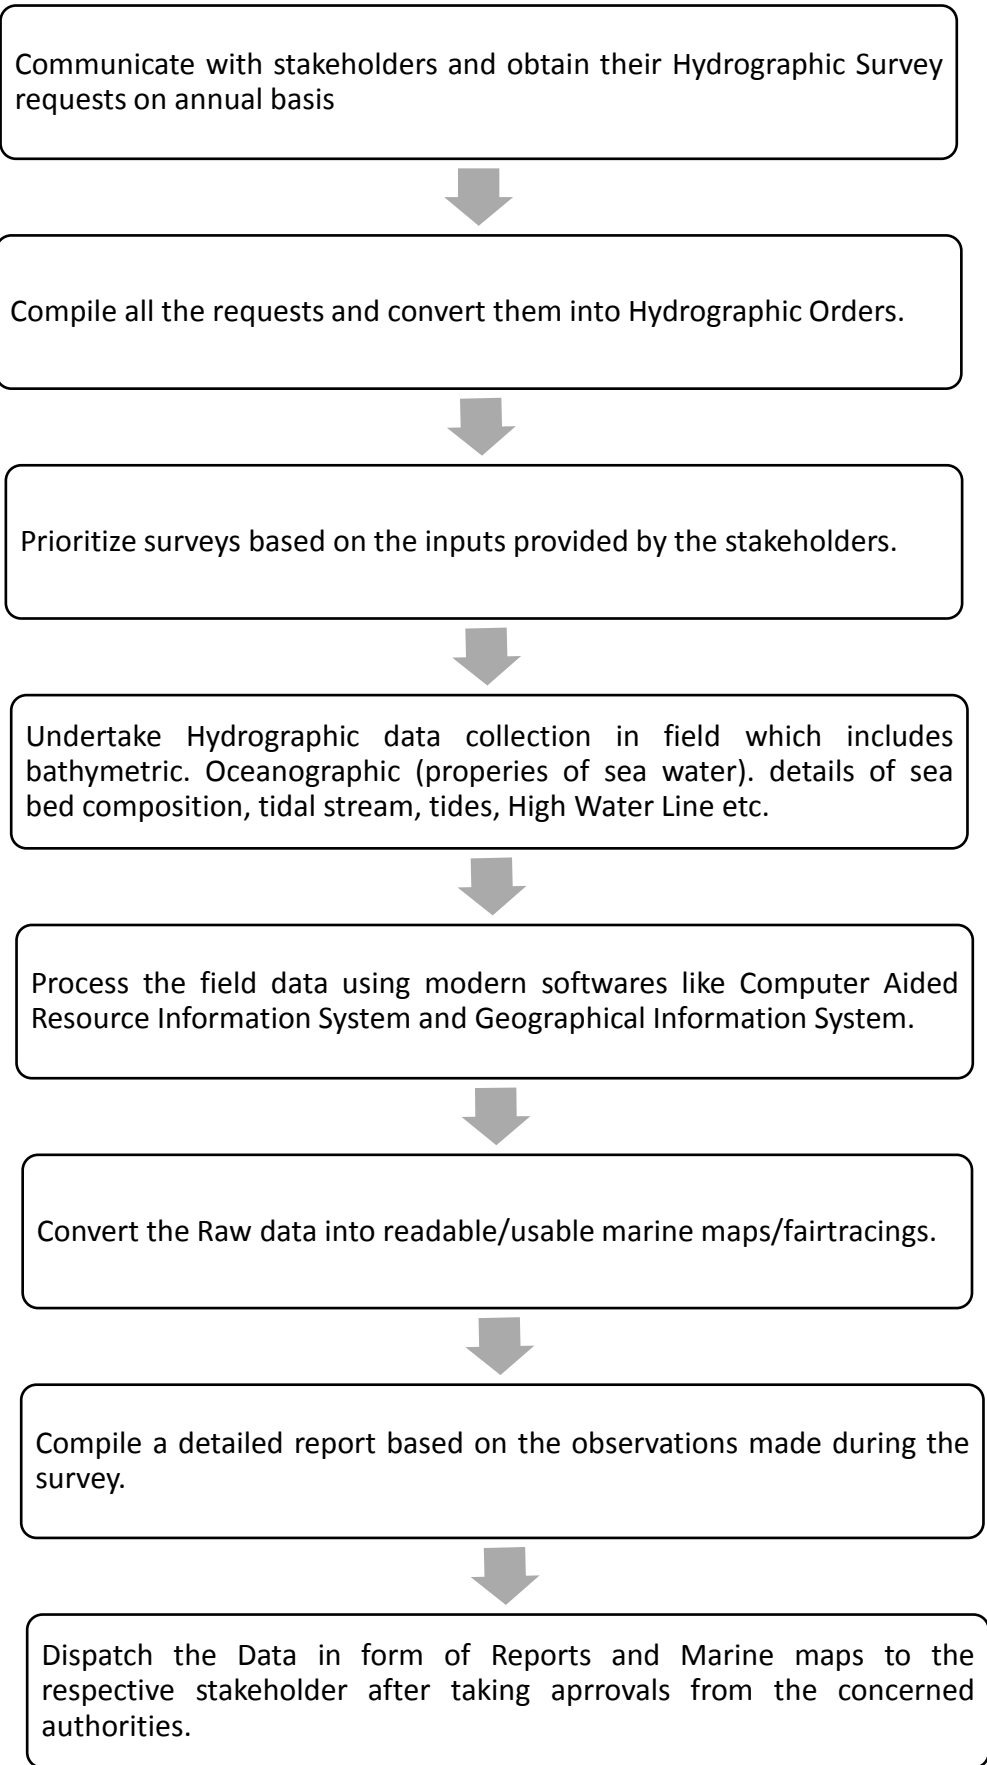 Communicate with stakeholders and obtain their Hydrographic Survey
requests on annual basis
Compile all the requests and convert them into Hydrographic Orders.
Prioritize surveys based on the inputs provided by the stakeholders.
Undertake Hydrographic data collection in field which includes
bathymetric. Oceanographic (properies of sea water). details of sea
bed composition, tidal stream, tides, High Water Line etc.
Process the field data using modern softwares like Computer Aided
Resource Information System and Geographical Information System.
Convert the Raw data into readable/usable marine maps/fairtracings.
Compile a detailed report based on the observations made during the
survey.
Dispatch the Data in form of Reports and Marine maps to the
respective stakeholder after taking aprrovals from the concerned
authorities.